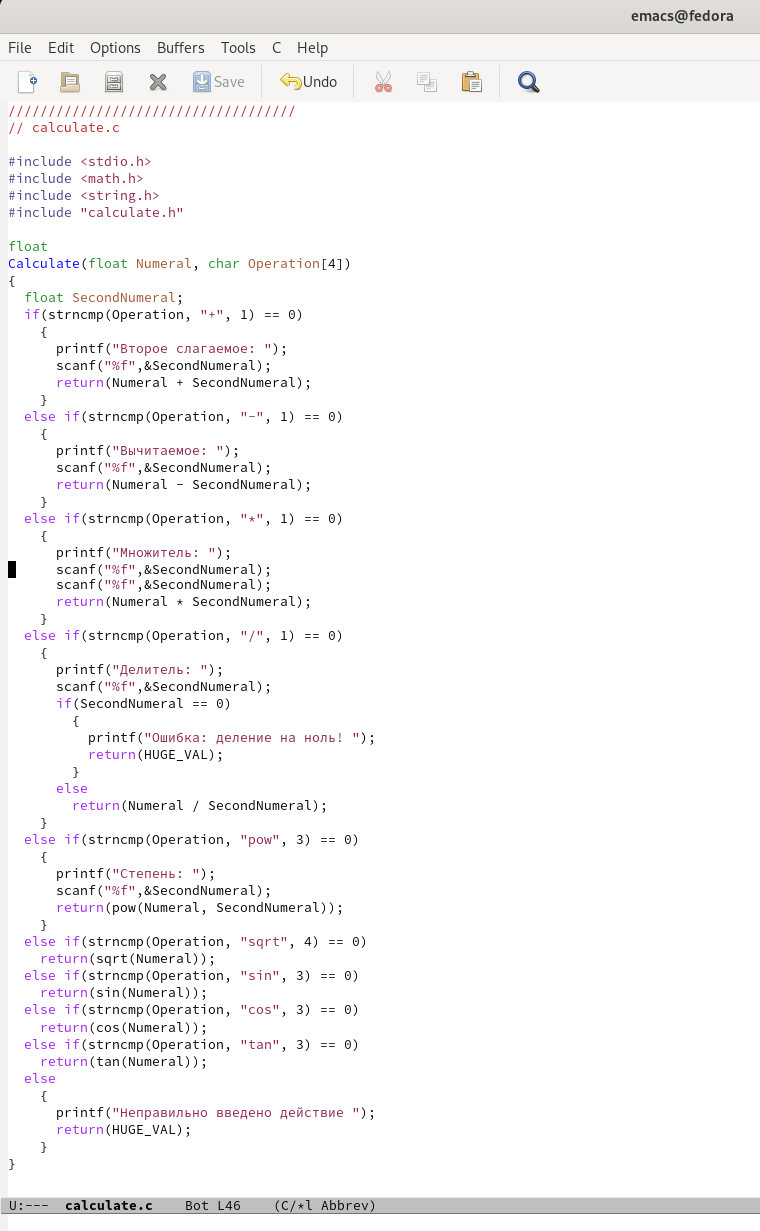 emacs@fedora
File Edit Options Buffers Tools C Help
Save Undo
////////////////////////////////////
// calculate.c
#include <stdio.h>
#include <math.h>
#include <string.h>
#include "calculate.h"
float
Calculate(float Numeral, char Operation[4])
{
  float SecondNumeral;
  if(strncmp(Operation, "+", 1) == 0)
    {
      printf("Второе слагаемое: ");
      scanf("%f",&SecondNumeral);
      return(Numeral + SecondNumeral);
    }
  else if(strncmp(Operation, "-", 1) == 0)
    {
      printf("Вычитаемое: ");
      scanf("%f",&SecondNumeral);
      return(Numeral - SecondNumeral);
    }
  else if(strncmp(Operation, "*", 1) == 0)
    {
      printf("Множитель: ");
      scanf("%f",&SecondNumeral);
      scanf("%f",&SecondNumeral);
      return(Numeral * SecondNumeral);
    }
  else if(strncmp(Operation, "/", 1) == 0)
    {
      printf("Делитель: ");
      scanf("%f",&SecondNumeral);
      if(SecondNumeral == 0)
        {
          printf("Ошибка: деление на ноль! ");
          return(HUGE_VAL);
        }
      else
        return(Numeral / SecondNumeral);
    }
  else if(strncmp(Operation, "pow", 3) == 0)
    {
      printf("Степень: ");
      scanf("%f",&SecondNumeral);
      return(pow(Numeral, SecondNumeral));
    }
  else if(strncmp(Operation, "sqrt", 4) == 0)
    return(sqrt(Numeral));
  else if(strncmp(Operation, "sin", 3) == 0)
    return(sin(Numeral));
  else if(strncmp(Operation, "cos", 3) == 0)
    return(cos(Numeral));
  else if(strncmp(Operation, "tan", 3) == 0)
    return(tan(Numeral));
  else
    {
      printf("Неправильно введено действие ");
      return(HUGE_VAL);
    }
}
U:--- calculate.c Bot L46 (C/*l Abbrev)